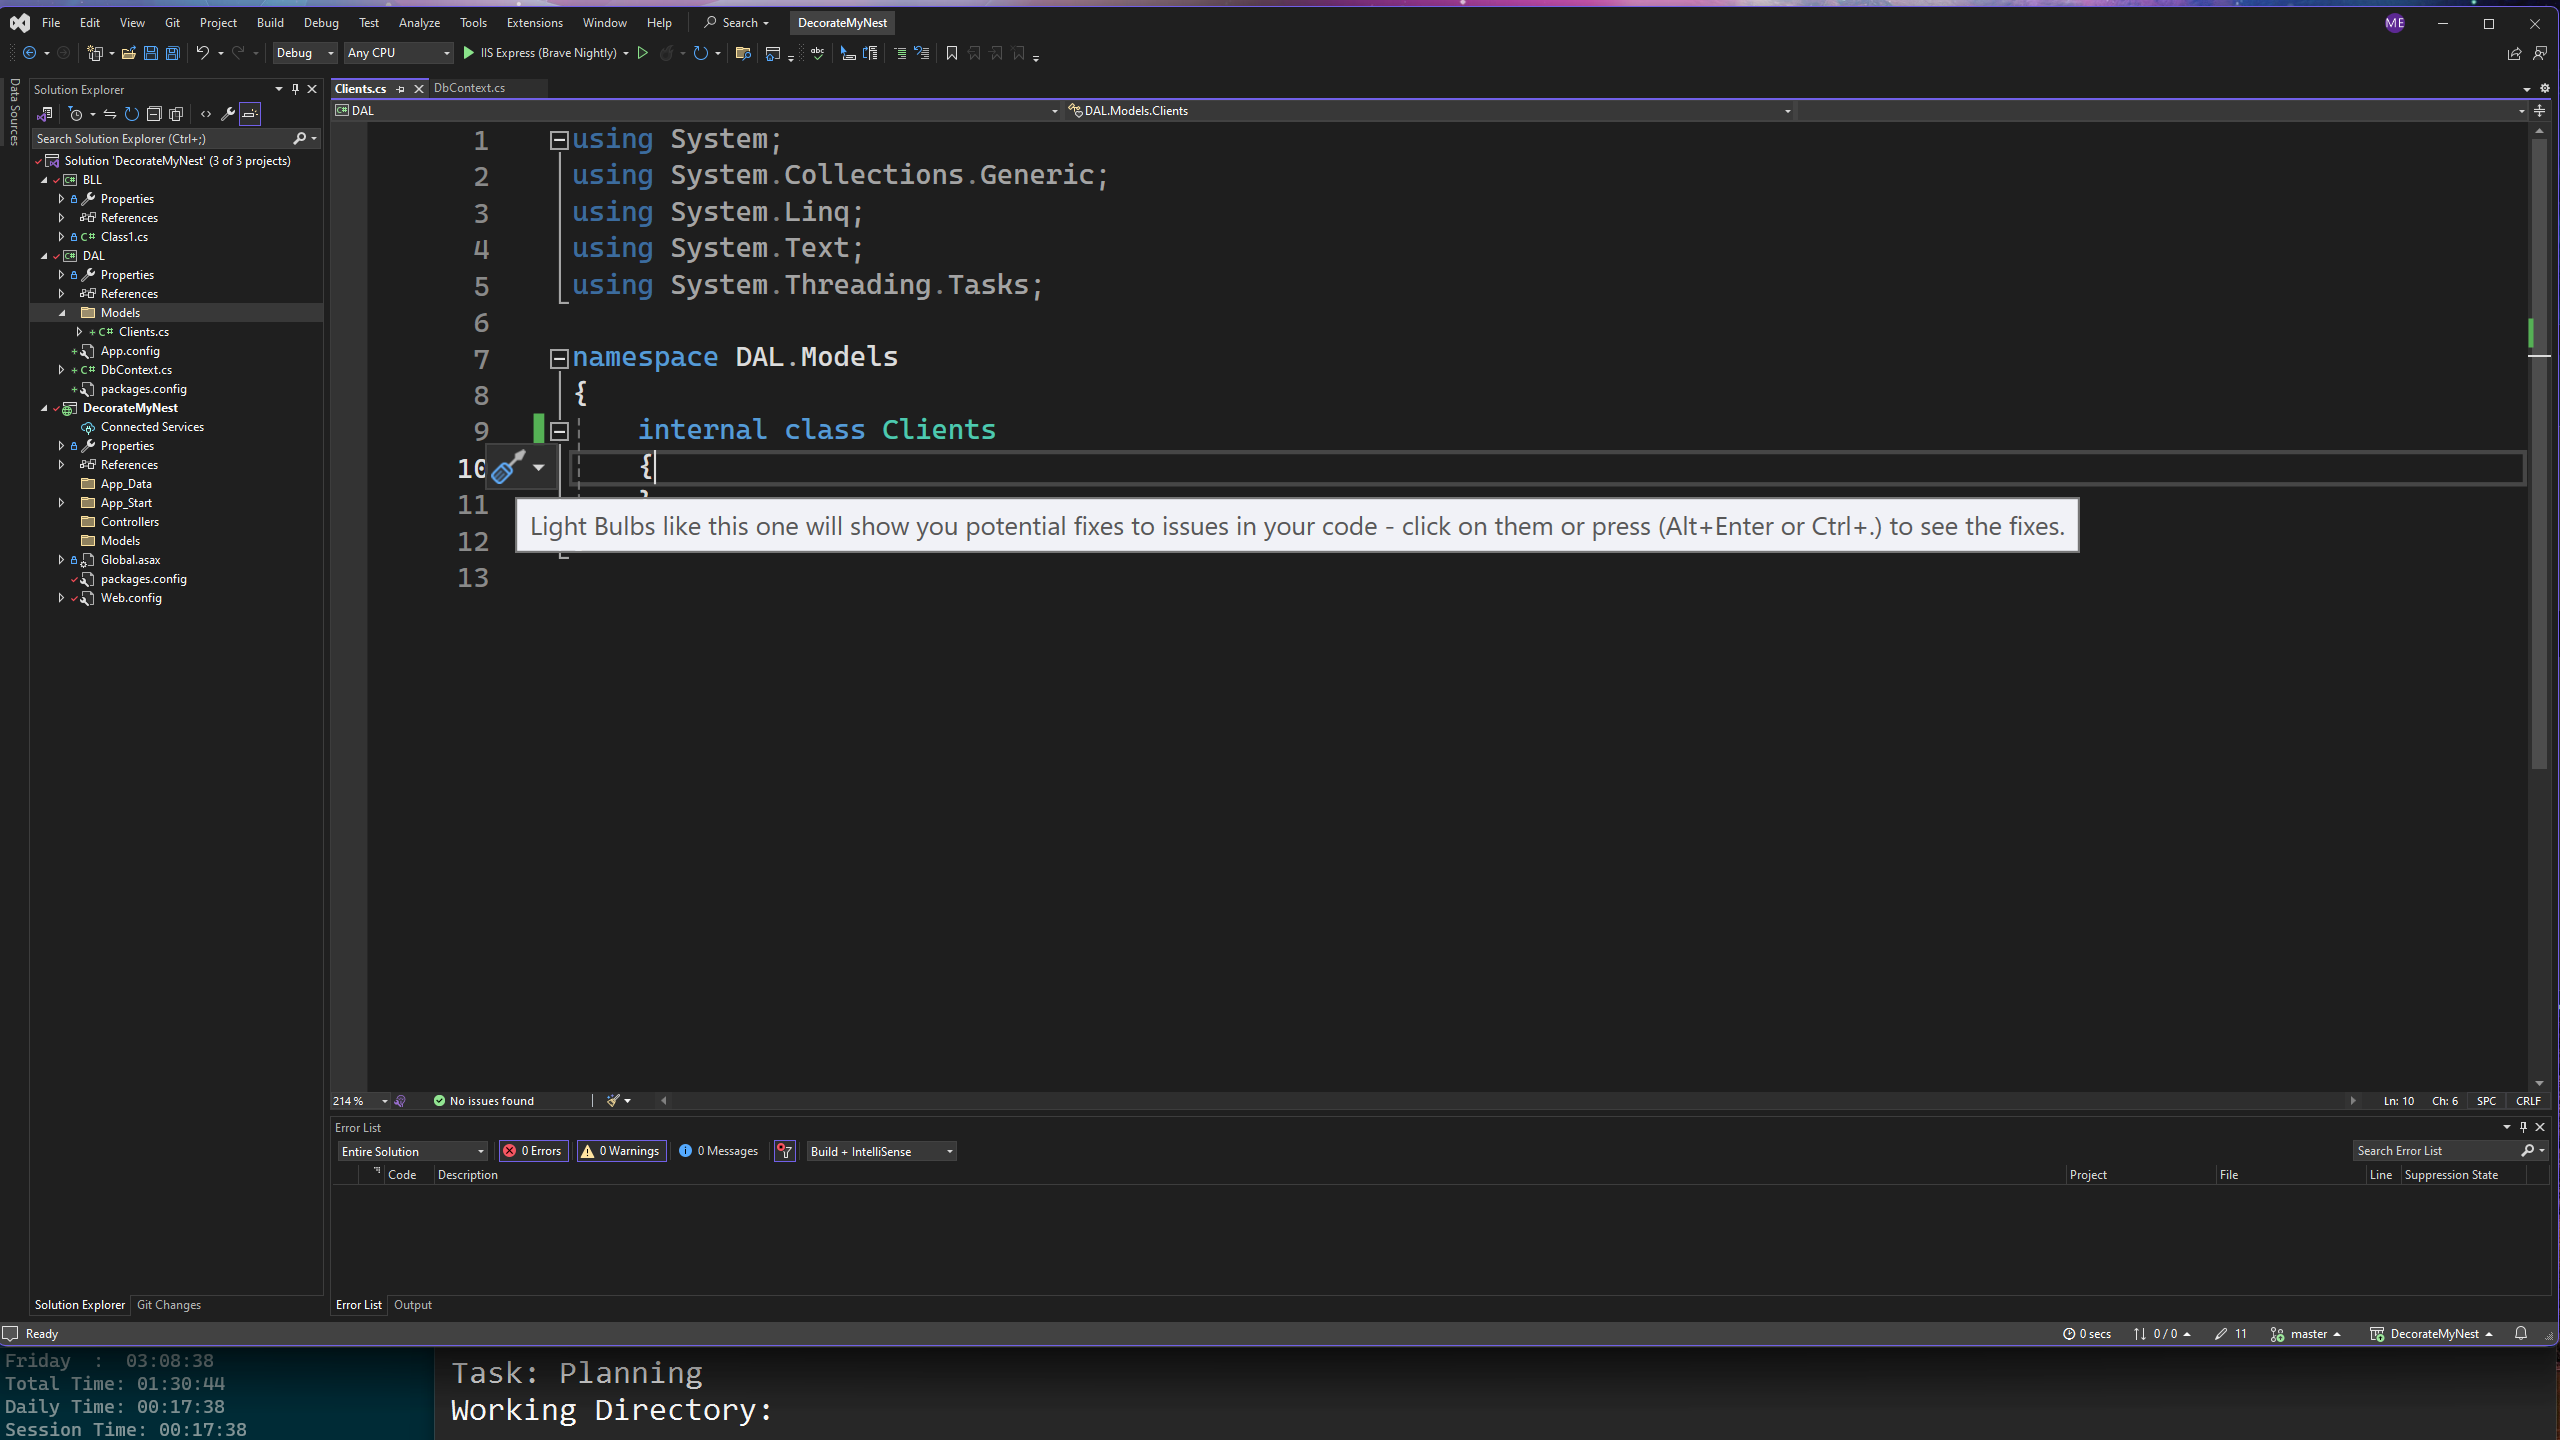 File Edit View Git Project Build Debug Test Analyze Tools Extensions Window Help Search DecorateMyNest ME
Debug Any CPU IIS Express (Brave Nightly)
Data Sources
Solution Explorer
Search Solution Explorer (Ctrl+;)
Solution 'DecorateMyNest' (3 of 3 projects)
BLL
Properties
References
C# Class1.cs
DAL
Properties
References
Models
C# Clients.cs
App.config
C# DbContext.cs
packages.config
DecorateMyNest
Connected Services
Properties
References
App_Data
App_Start
Controllers
Models
Global.asax
packages.config
Web.config
Solution Explorer Git Changes
Clients.cs DbContext.cs
DAL DAL.Models.Clients
1 using System;
2 using System.Collections.Generic;
3 using System.Linq;
4 using System.Text;
5 using System.Threading.Tasks;
6
7 namespace DAL.Models
8 {
9 internal class Clients
10 {
11
Light Bulbs like this one will show you potential fixes to issues in your code - click on them or press (Alt+Enter or Ctrl+.) to see the fixes.
12
13
214 % No issues found Ln: 10 Ch: 6 SPC CRLF
Error List
Entire Solution 0 Errors 0 Warnings 0 Messages Build + IntelliSense Search Error List
Code Description Project File Line Suppression State
Error List Output
Ready 0 secs 0 / 0 11 master DecorateMyNest
Friday : 03:08:38
Total Time: 01:30:44
Daily Time: 00:17:38
Session Time: 00:17:38
Task: Planning
Working Directory: